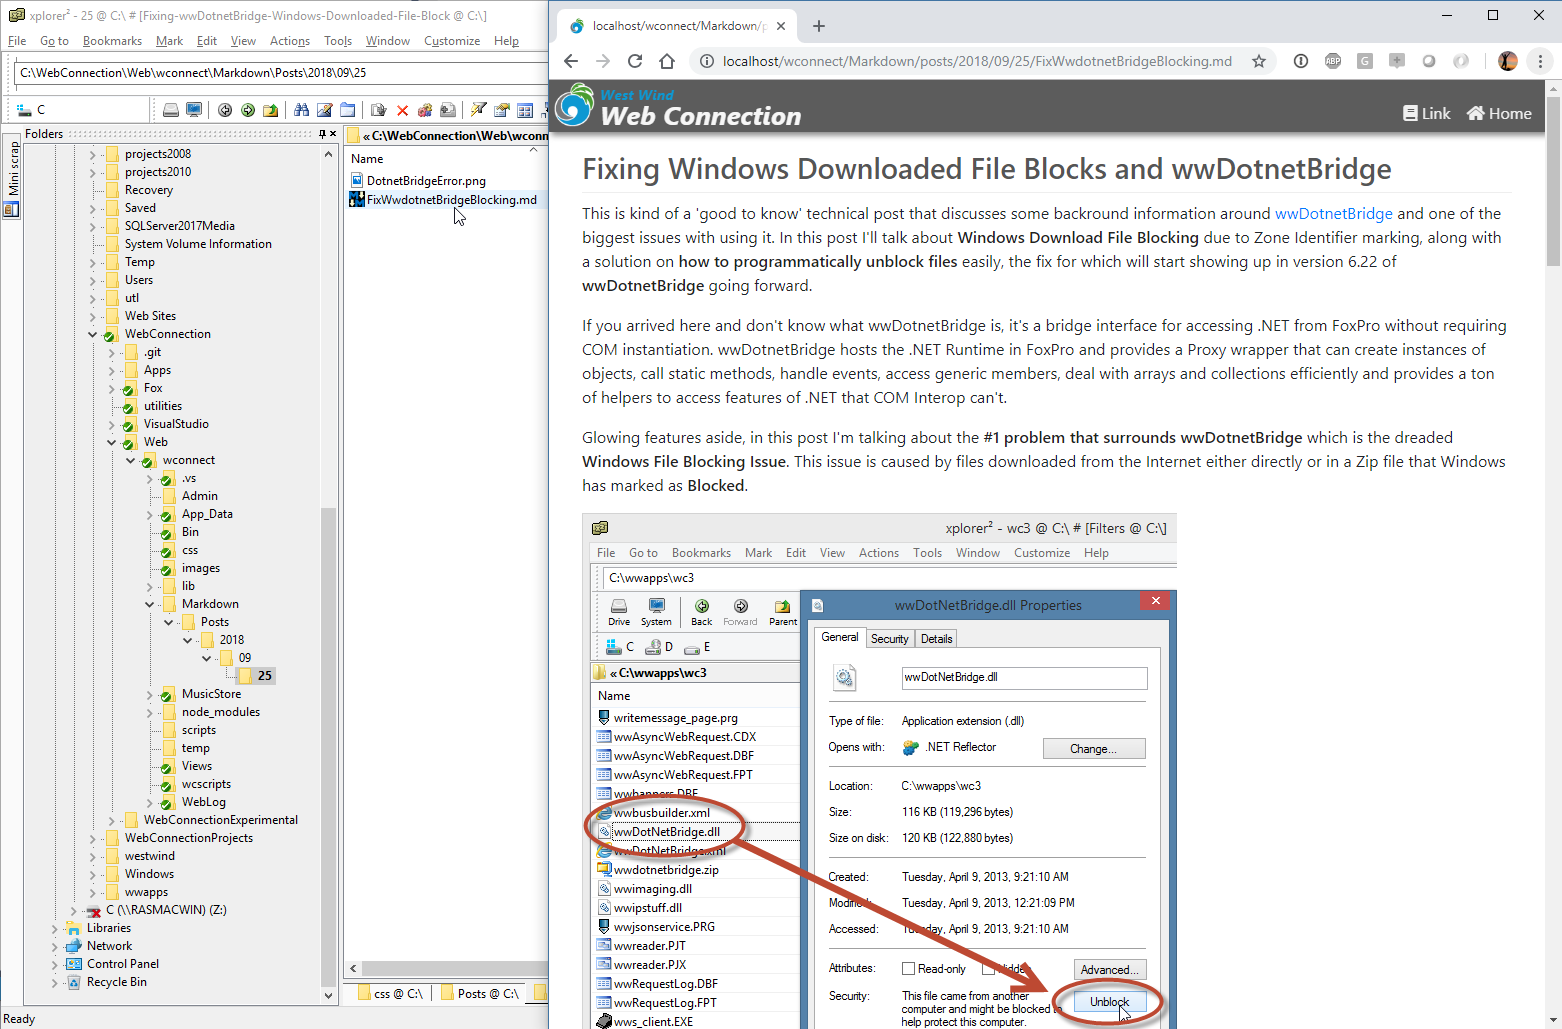 xplorer² - 25 @ C:\ # [Fixing-wwDotnetBridge-Windows-Downloaded-File-Block @ C:\]
File Go to Bookmarks Mark Edit View Actions Tools Window Customize Help
C:\WebConnection\Web\wconnect\Markdown\Posts\2018\09\25
C
Mini scrap
Folders
projects2008
projects2010
Recovery
Saved
SQLServer2017Media
System Volume Information
Temp
Users
utl
Web Sites
WebConnection
.git
Apps
Fox
utilities
VisualStudio
Web
wconnect
.vs
Admin
App_Data
Bin
css
images
lib
Markdown
Posts
2018
09
25
MusicStore
node_modules
scripts
temp
Views
wcscripts
WebLog
WebConnectionExperimental
WebConnectionProjects
westwind
Windows
wwapps
C (\\RASMACWIN) (Z:)
Libraries
Network
Control Panel
Recycle Bin
Ready
« C:\WebConnection\Web\wconn
Name
DotnetBridgeError.png
FixWwdotnetBridgeBlocking.md
css @ C:\ Posts @ C:\
localhost/wconnect/Markdown/p
localhost/wconnect/Markdown/posts/2018/09/25/FixWwdotnetBridgeBlocking.md
ABP
G
West Wind
Web Connection
Link Home
Fixing Windows Downloaded File Blocks and wwDotnetBridge
This is kind of a 'good to know' technical post that discusses some backround information around wwDotnetBridge and one of the
biggest issues with using it. In this post I'll talk about Windows Download File Blocking due to Zone Identifier marking, along with
a solution on how to programmatically unblock files easily, the fix for which will start showing up in version 6.22 of
wwDotnetBridge going forward.
If you arrived here and don't know what wwDotnetBridge is, it's a bridge interface for accessing .NET from FoxPro without requiring
COM instantiation. wwDotnetBridge hosts the .NET Runtime in FoxPro and provides a Proxy wrapper that can create instances of
objects, call static methods, handle events, access generic members, deal with arrays and collections efficiently and provides a ton
of helpers to access features of .NET that COM Interop can't.
Glowing features aside, in this post I'm talking about the #1 problem that surrounds wwDotnetBridge which is the dreaded
Windows File Blocking Issue. This issue is caused by files downloaded from the Internet either directly or in a Zip file that Windows
has marked as Blocked.
xplorer² - wc3 @ C:\ # [Filters @ C:\]
File Go to Bookmarks Mark Edit View Actions Tools Window Customize Help
C:\wwapps\wc3
Drive System Back Forward Parent
C D E
« C:\wwapps\wc3
Name
writemessage_page.prg
wwAsyncWebRequest.CDX
wwAsyncWebRequest.DBF
wwAsyncWebRequest.FPT
wwbanners.DBF
wwbusbuilder.xml
wwDotNetBridge.dll
wwDotNetBridge.xml
wwdotnetbridge.zip
wwimaging.dll
wwipstuff.dll
wwjsonservice.PRG
wwreader.PJT
wwreader.PJX
wwRequestLog.DBF
wwRequestLog.FPT
wws_client.EXE
wwDotNetBridge.dll Properties
General Security Details
wwDotNetBridge.dll
Type of file: Application extension (.dll)
Opens with: .NET Reflector Change...
Location: C:\wwapps\wc3
Size: 116 KB (119,296 bytes)
Size on disk: 120 KB (122,880 bytes)
Created: Tuesday, April 9, 2013, 9:21:10 AM
Modified: Tuesday, April 9, 2013, 12:21:09 PM
Accessed: Tuesday, April 9, 2013, 9:21:10 AM
Attributes: Read-only Hidden Advanced...
Security: This file came from another
computer and might be blocked to
help protect this computer.
Unblock